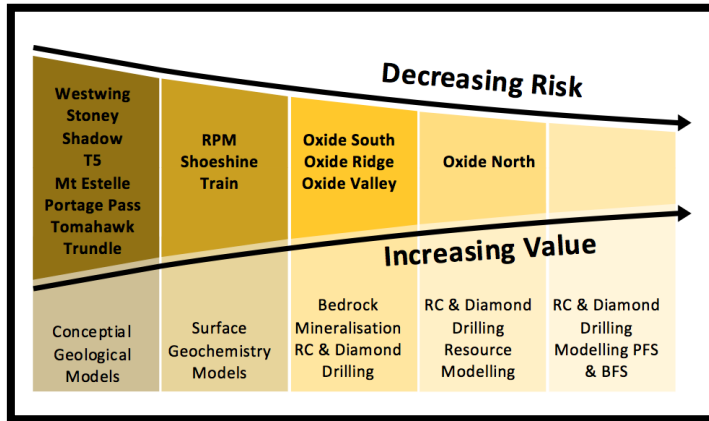 Decreasing Risk
Westwing
Stoney
Shadow
T5
Mt Estelle
Portage Pass
Tomahawk
Trundle
RPM
Shoeshine
Train
Oxide South
Oxide Ridge
Oxide Valley
Oxide North
Increasing Value
Conceptial
Geological
Models
Surface
Geochemistry
Models
Bedrock
Mineralisation
RC & Diamond
Drilling
RC & Diamond
Drilling
Resource
Modelling
RC & Diamond
Drilling
Modelling PFS
& BFS